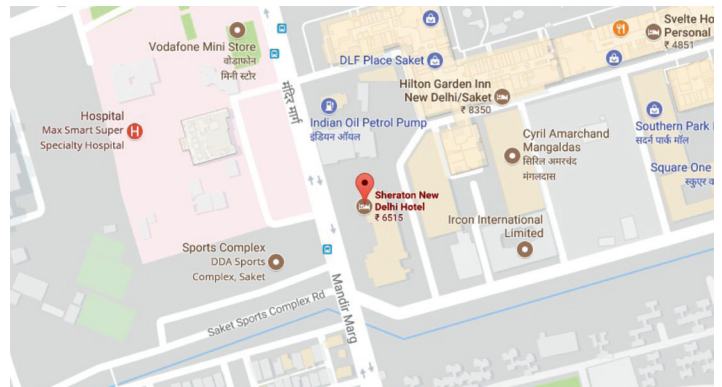 Vodafone Mini Store
वोडाफोन
मिनी स्टोर
DLF Place Saket
Svelte Ho
Personal
₹ 4851
Hilton Garden Inn
New Delhi/Saket
₹ 8350
मंदिर मार्ग
Hospital
Max Smart Super
Specialty Hospital
Indian Oil Petrol Pump
इंडियन ऑयल
Cyril Amarchand
Mangaldas
सिरिल अमरचंद
मंगलदास
Southern Park
सदर्न पार्क मॉल
Square One
स्कुएर व
Sheraton New
Delhi Hotel
₹ 6515
Ircon International
Limited
Sports Complex
DDA Sports
Complex, Saket
Saket Sports Complex Rd
Mandir Marg